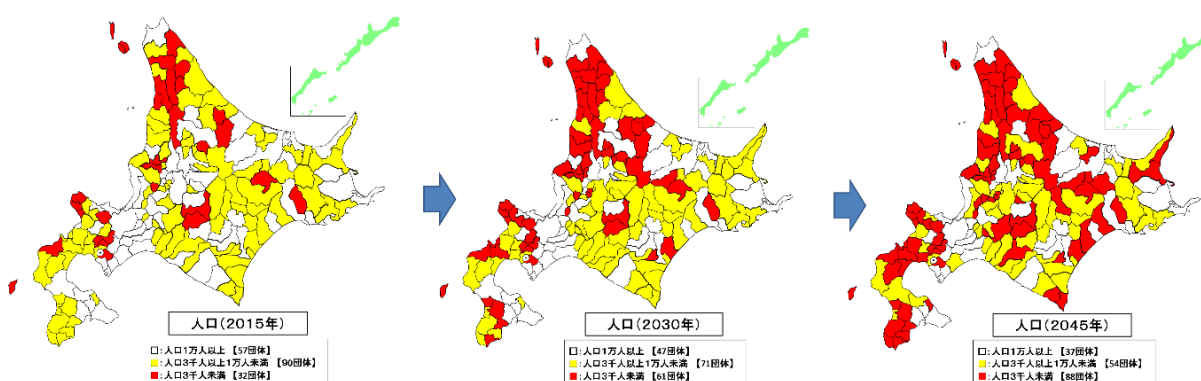 人口(2015年)
□:人口1万人以上 【57団体】
:人口3千人以上1万人未満 【90団体】
:人口3千人未満 【32団体】
人口(2030年)
□:人口1万人以上 【47団体】
:人口3千人以上1万人未満 【71団体】
:人口3千人未満 【61団体】
人口(2045年)
□:人口1万人以上 【37団体】
:人口3千人以上1万人未満 【54団体】
:人口3千人未満 【88団体】